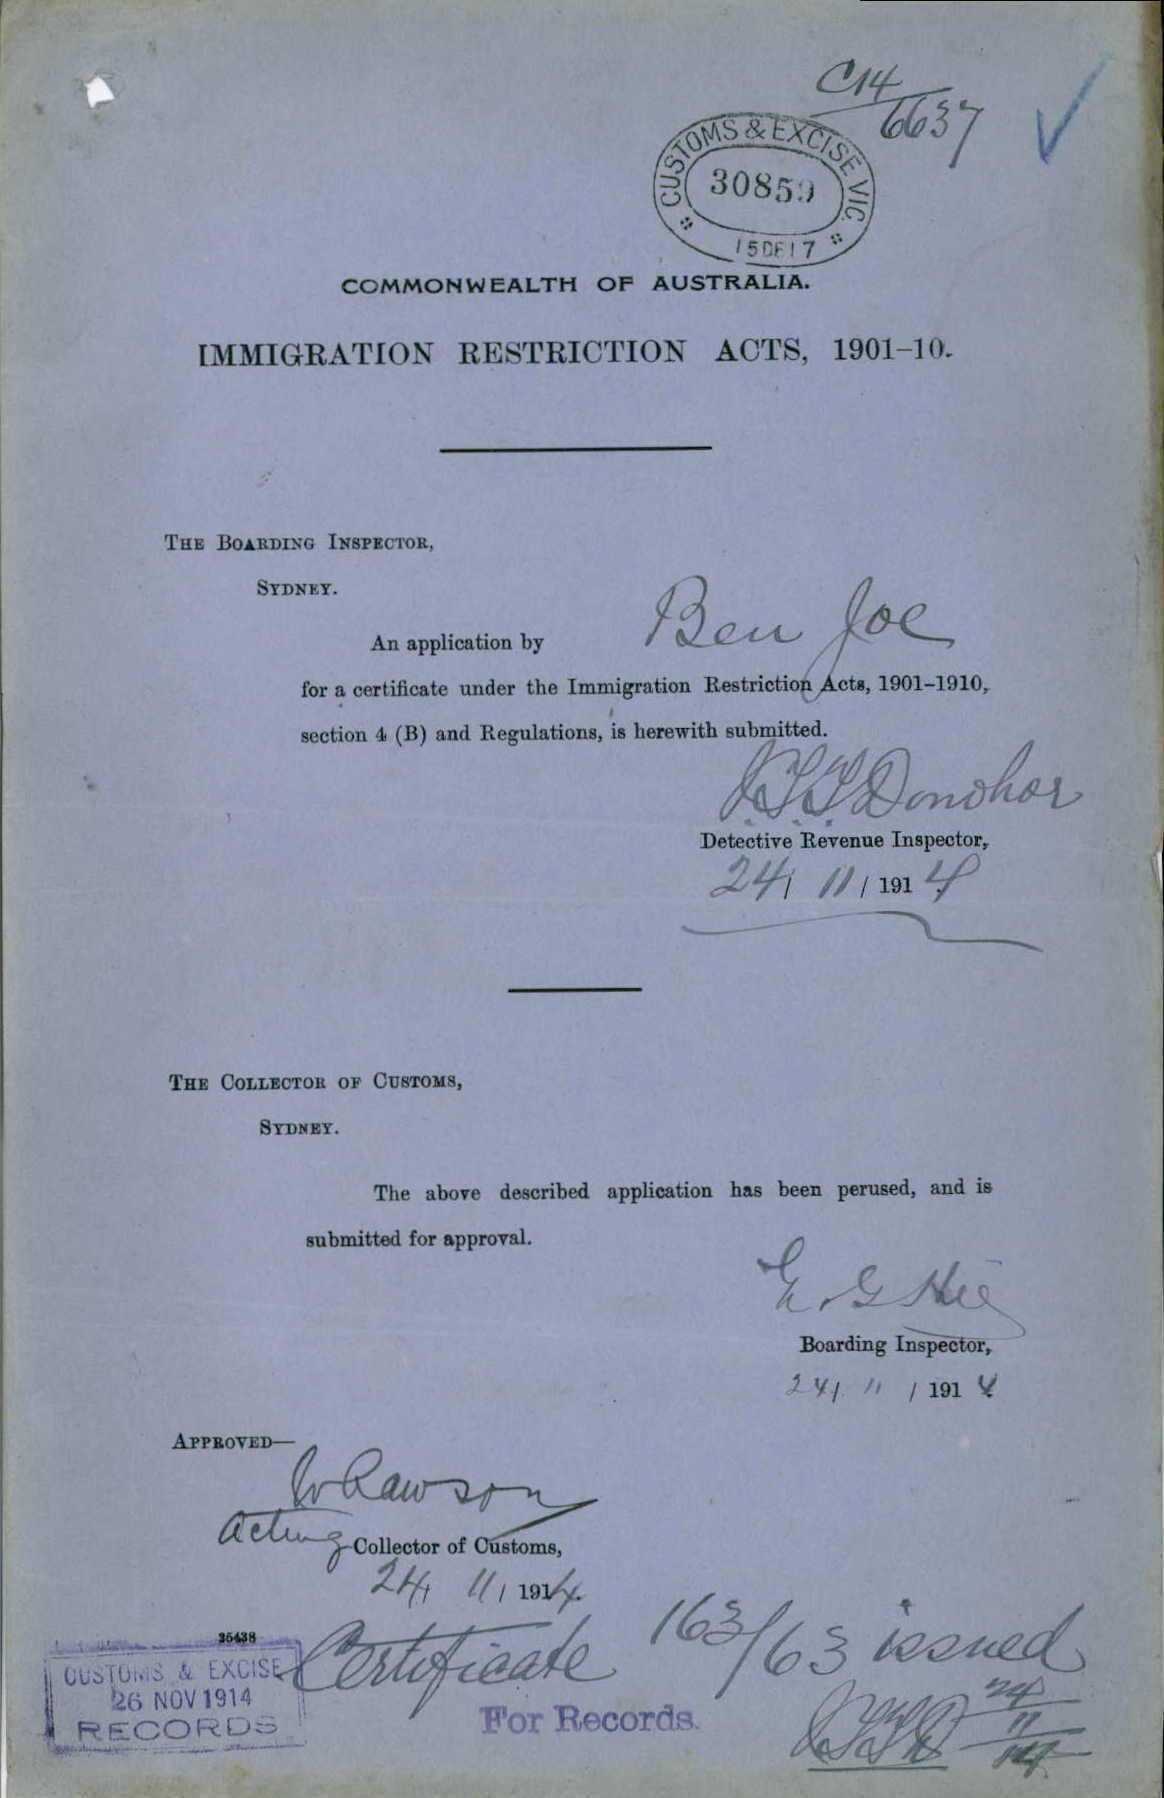 C14/6637
CUSTOMS & EXCISE VIC.
30859
15 DE 17
COMMONWEALTH OF AUSTRALIA.
IMMIGRATION RESTRICTION ACTS, 1901-10.
THE BOARDING INSPECTOR,
SYDNEY.
An application by Ben Joe
for a certificate under the Immigration Restriction Acts, 1901-1910,
section 4 (B) and Regulations, is herewith submitted.
Donohoe
Detective Revenue Inspector,
24/ 11 / 1914
THE COLLECTOR OF CUSTOMS,
SYDNEY.
The above described application has been perused, and is
submitted for approval.
Boarding Inspector,
24/ 11 / 1914
APPROVED—
W Rawson
Acting Collector of Customs,
24/ 11 / 1914.
Certificate 163/63 issued
24/11/14
35438
CUSTOMS & EXCISE
26 NOV 1914
RECORDS
For Records.